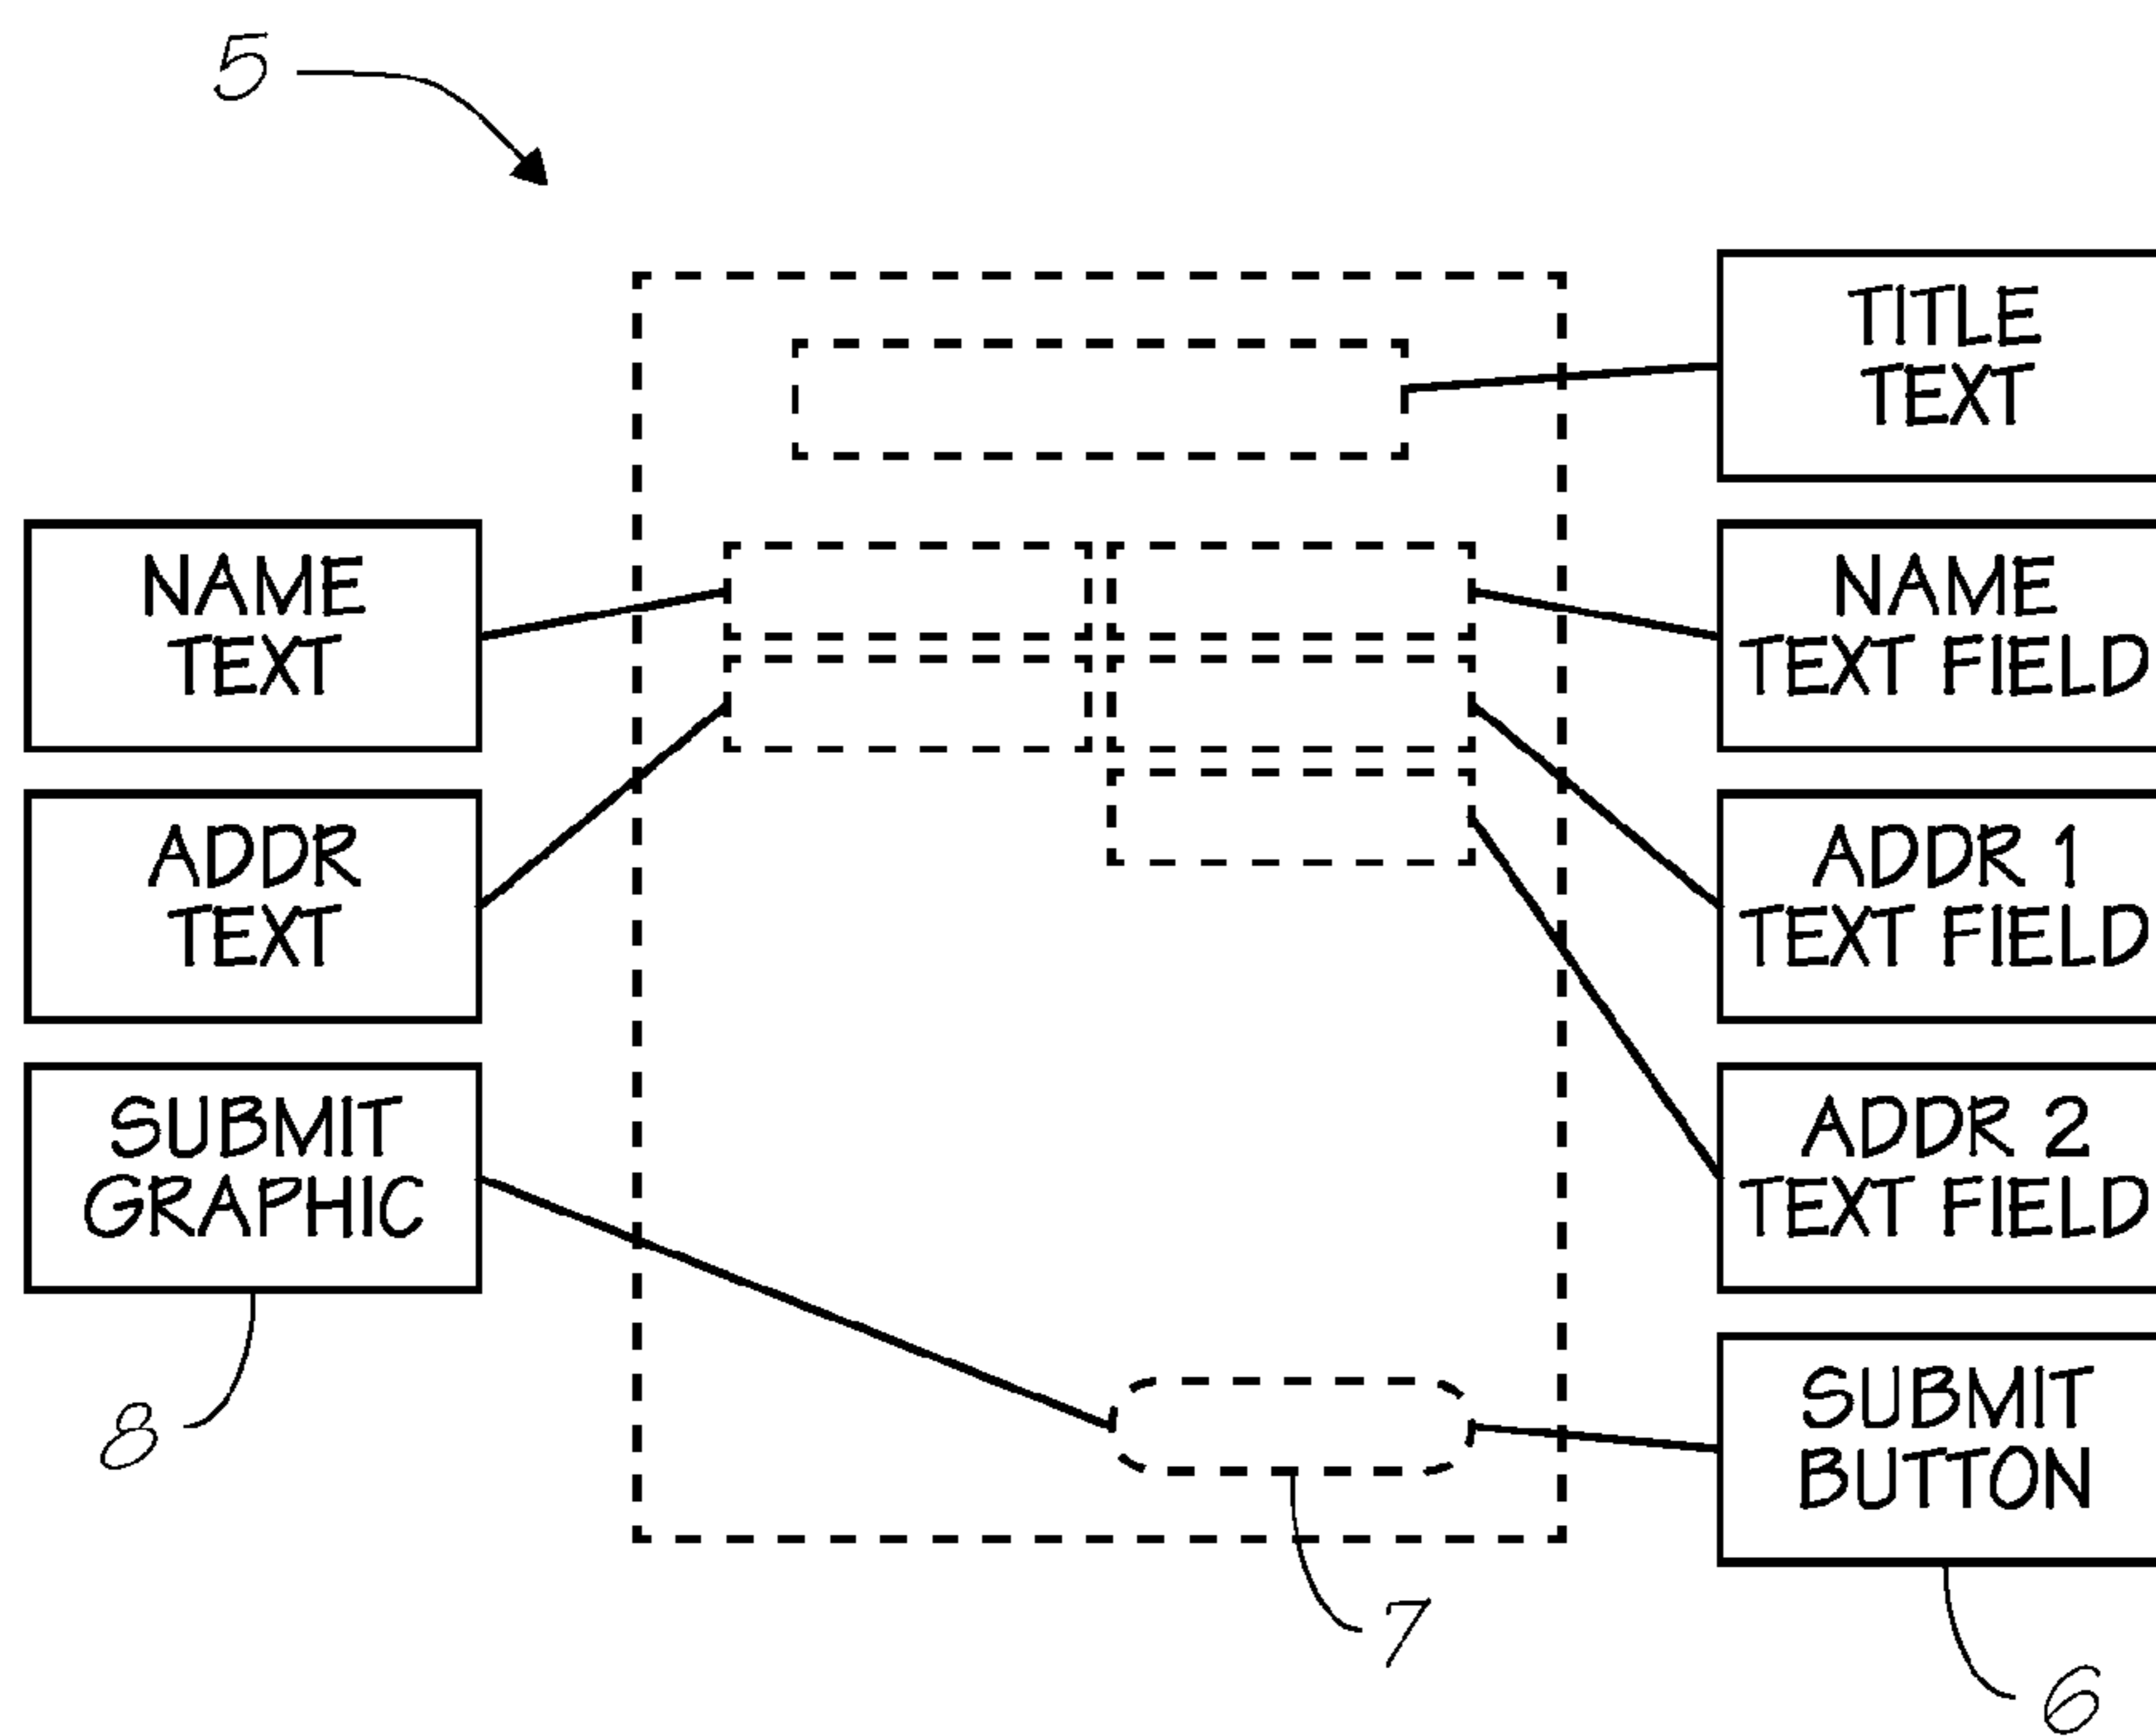 5
TITLE
TEXT
NAME
TEXT
NAME
TEXT FIELD
ADDR
TEXT
ADDR 1
TEXT FIELD
SUBMIT
GRAPHIC
ADDR 2
TEXT FIELD
SUBMIT
BUTTON
8
7
6